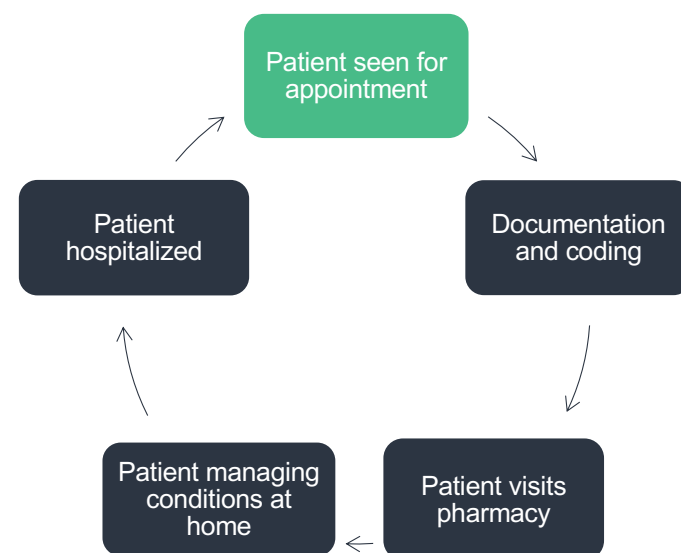 Patient seen for
appointment
Documentation
and coding
Patient visits
pharmacy
Patient managing
conditions at
home
Patient
hospitalized